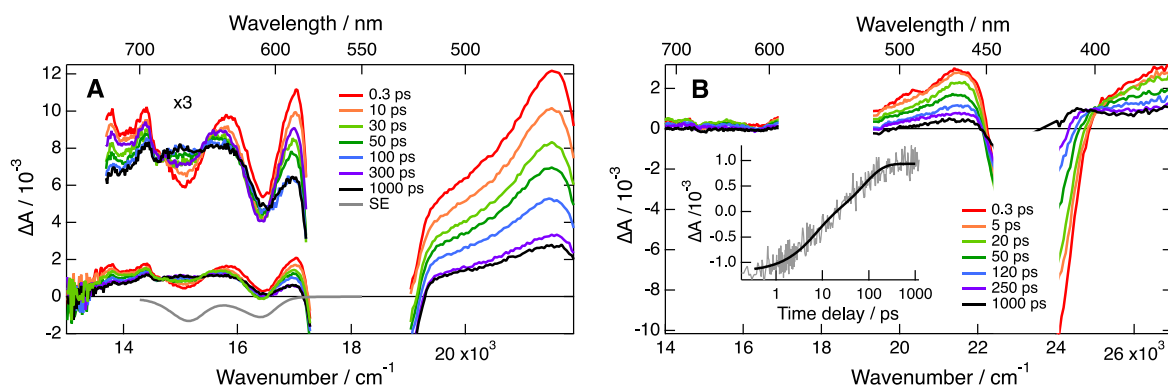 Wavelength / nm
700
600
550
500
A
x3
0.3 ps
10 ps
30 ps
50 ps
100 ps
300 ps
1000 ps
SE
12
10
8
6
4
2
0
-2
ΔA / 10⁻³
14
16
18
20 x10³
Wavenumber / cm⁻¹
Wavelength / nm
700
600
500
450
400
B
2
0
-2
-4
-6
-8
-10
ΔA / 10⁻³
1.0
0.5
0.0
-0.5
-1.0
ΔA /10⁻³
1
10
100
1000
Time delay / ps
0.3 ps
5 ps
20 ps
50 ps
120 ps
250 ps
1000 ps
14
16
18
20
22
24
26 x10³
Wavenumber / cm⁻¹